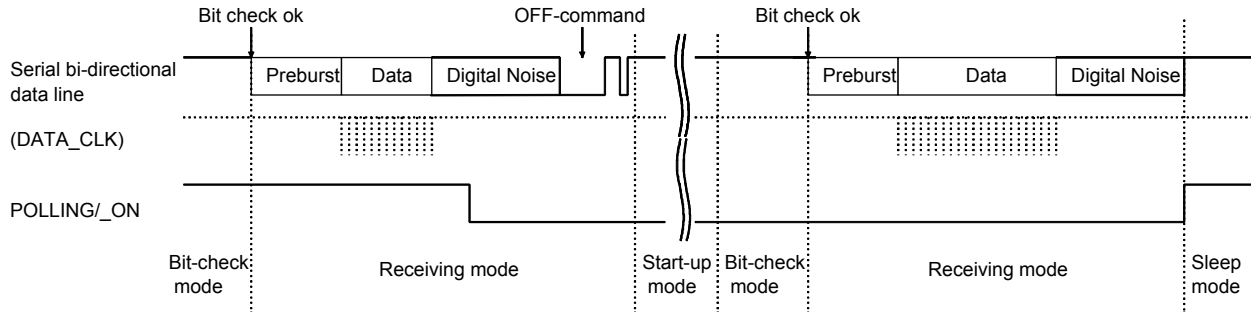 Bit check ok
OFF-command
Bit check ok
Serial bi-directional
data line
Preburst
Data
Digital Noise
Preburst
Data
Digital Noise
(DATA_CLK)
POLLING/_ON
Bit-check
mode
Receiving mode
Start-up
mode
Bit-check
mode
Receiving mode
Sleep
mode